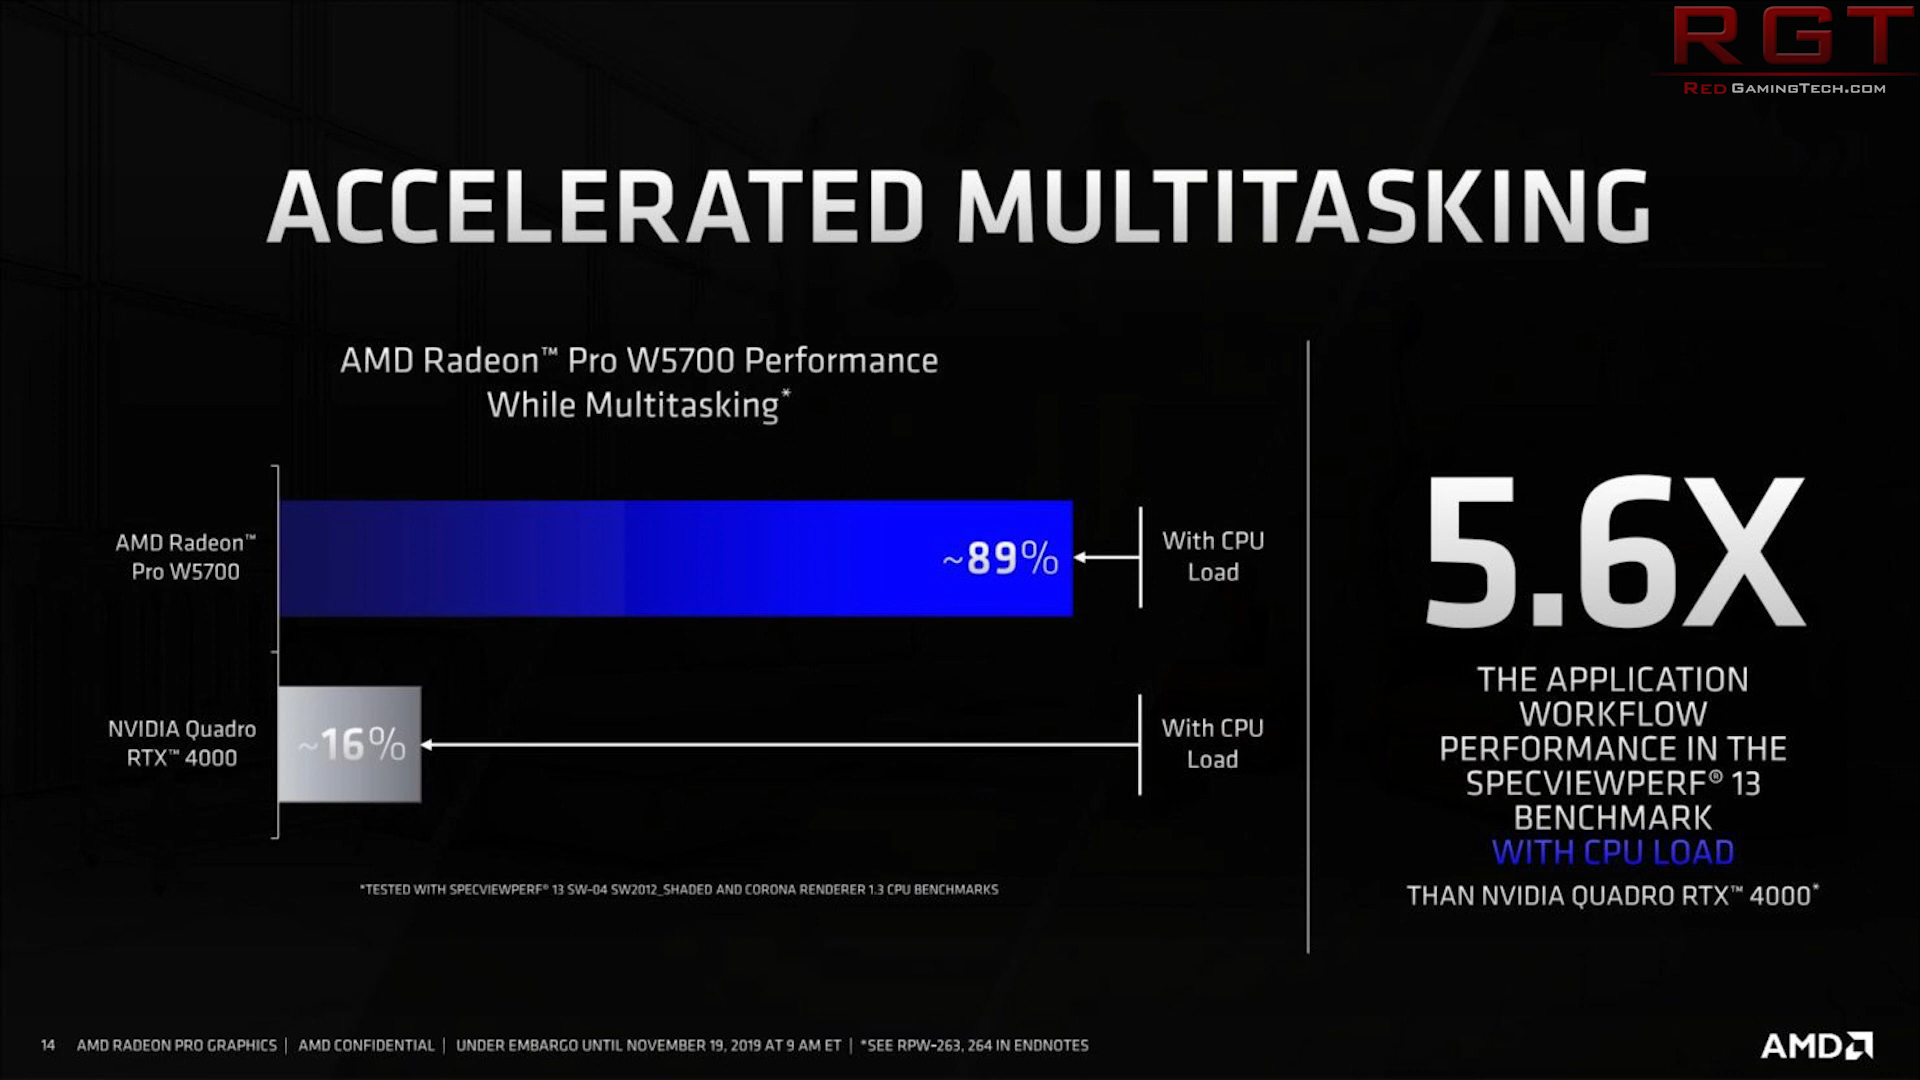 RGT
RED GAMINGTECH.COM
ACCELERATED MULTITASKING
AMD Radeon™ Pro W5700 Performance
While Multitasking*
AMD Radeon™
Pro W5700
~89%
With CPU
Load
NVIDIA Quadro
RTX™ 4000
~16%
With CPU
Load
*TESTED WITH SPECVIEWPERF® 13 SW-04 SW2012_SHADED AND CORONA RENDERER 1.3 CPU BENCHMARKS
5.6X
THE APPLICATION
WORKFLOW
PERFORMANCE IN THE
SPECVIEWPERF® 13
BENCHMARK
WITH CPU LOAD
THAN NVIDIA QUADRO RTX™ 4000*
14 AMD RADEON PRO GRAPHICS | AMD CONFIDENTIAL | UNDER EMBARGO UNTIL NOVEMBER 19, 2019 AT 9 AM ET | *SEE RPW-263, 264 IN ENDNOTES
AMD